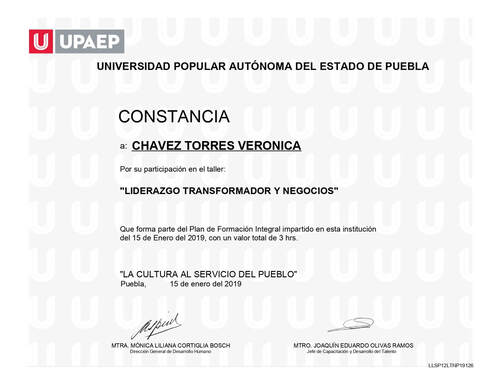 UPAEP
UNIVERSIDAD POPULAR AUTÓNOMA DEL ESTADO DE PUEBLA
CONSTANCIA
a: CHAVEZ TORRES VERONICA
Por su participación en el taller:
"LIDERAZGO TRANSFORMADOR Y NEGOCIOS"
Que forma parte del Plan de Formación Integral impartido en esta institución
del 15 de Enero del 2019, con un valor total de 3 hrs.
"LA CULTURA AL SERVICIO DEL PUEBLO"
Puebla, 15 de enero del 2019
MTRA. MÓNICA LILIANA CORTIGLIA BOSCH MTRO. JOAQUÍN EDUARDO OLIVAS RAMOS
Dirección General de Desarrollo Humano Jefe de Capacitación y Desarrollo del Talento
LLSP12LTNP19126